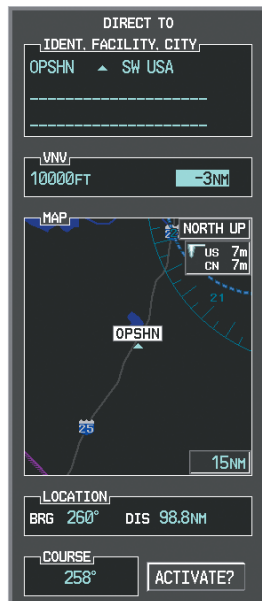 DIRECT TO
IDENT, FACILITY, CITY
OPSHN SW USA
VNV
10000FT -3NM
MAP
NORTH UP
US 7m
CN 7m
21
OPSHN
25
15NM
LOCATION
BRG 260° DIS 98.8NM
COURSE
258° ACTIVATE?